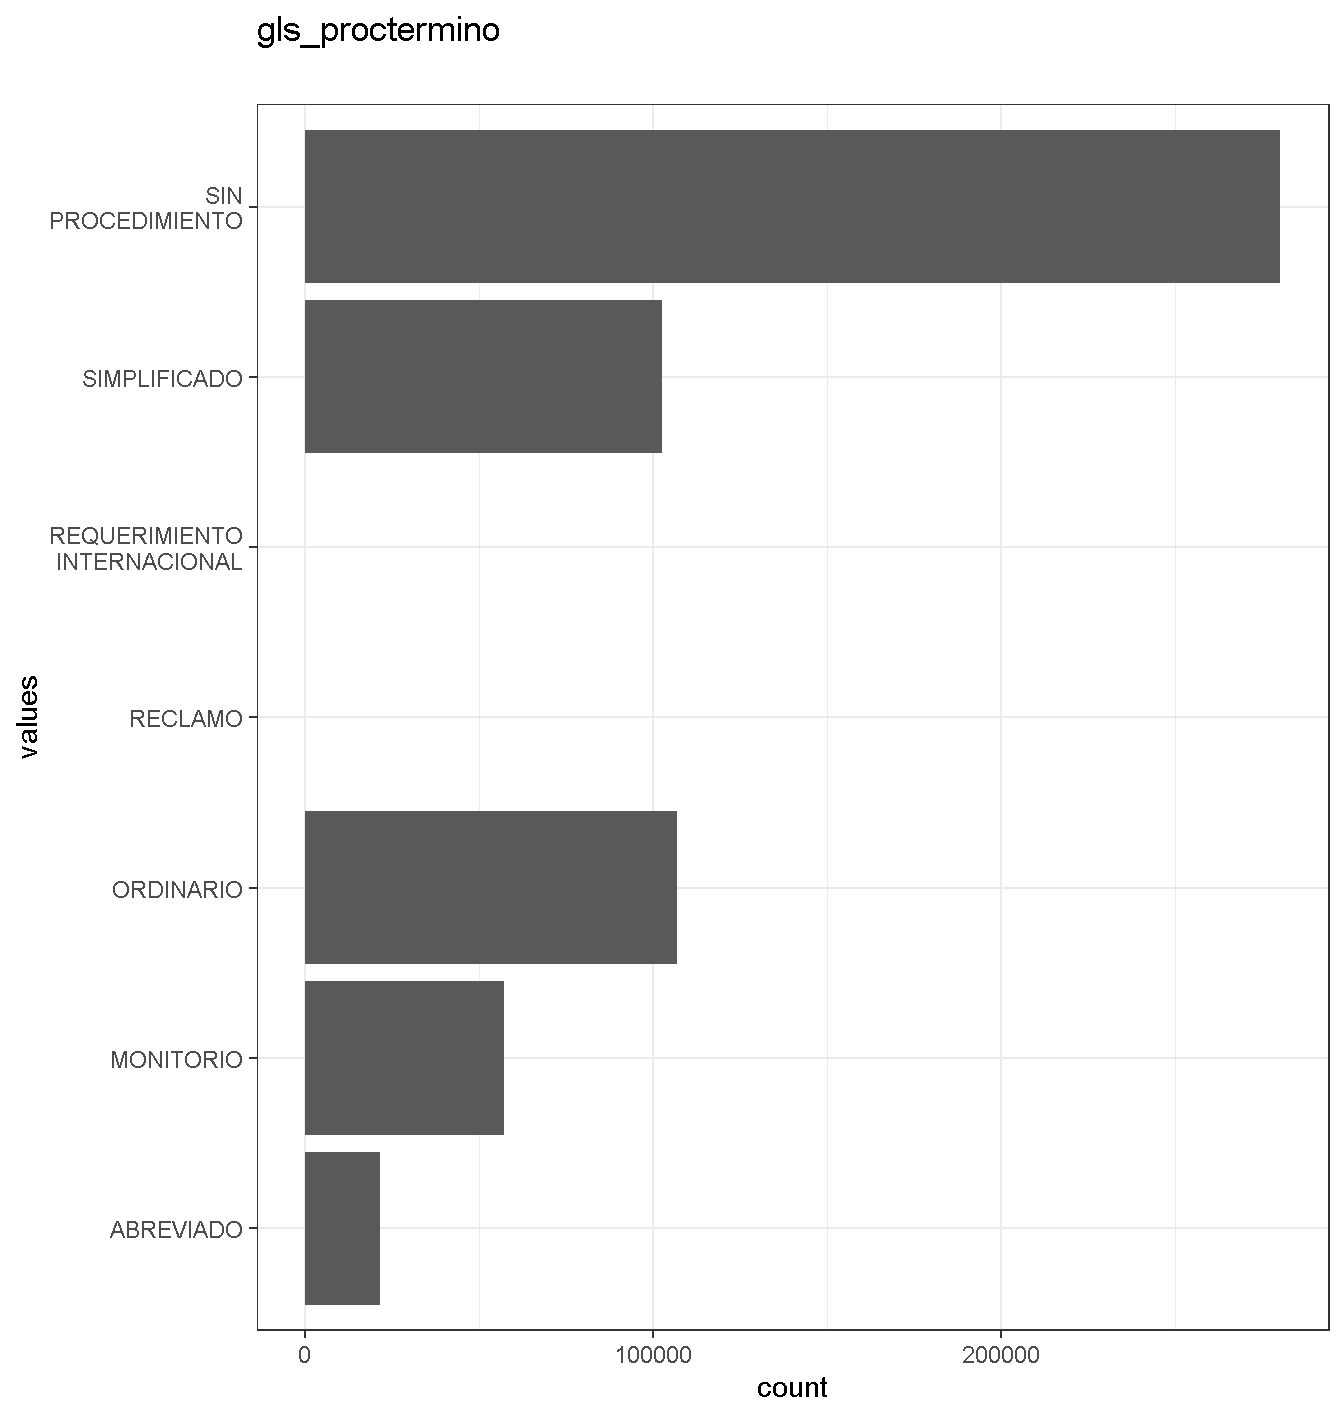 gls_proctermino
SIN
PROCEDIMIENTO
SIMPLIFICADO
REQUERIMIENTO
INTERNACIONAL
RECLAMO
ORDINARIO
MONITORIO
ABREVIADO
values
0
100000
200000
count